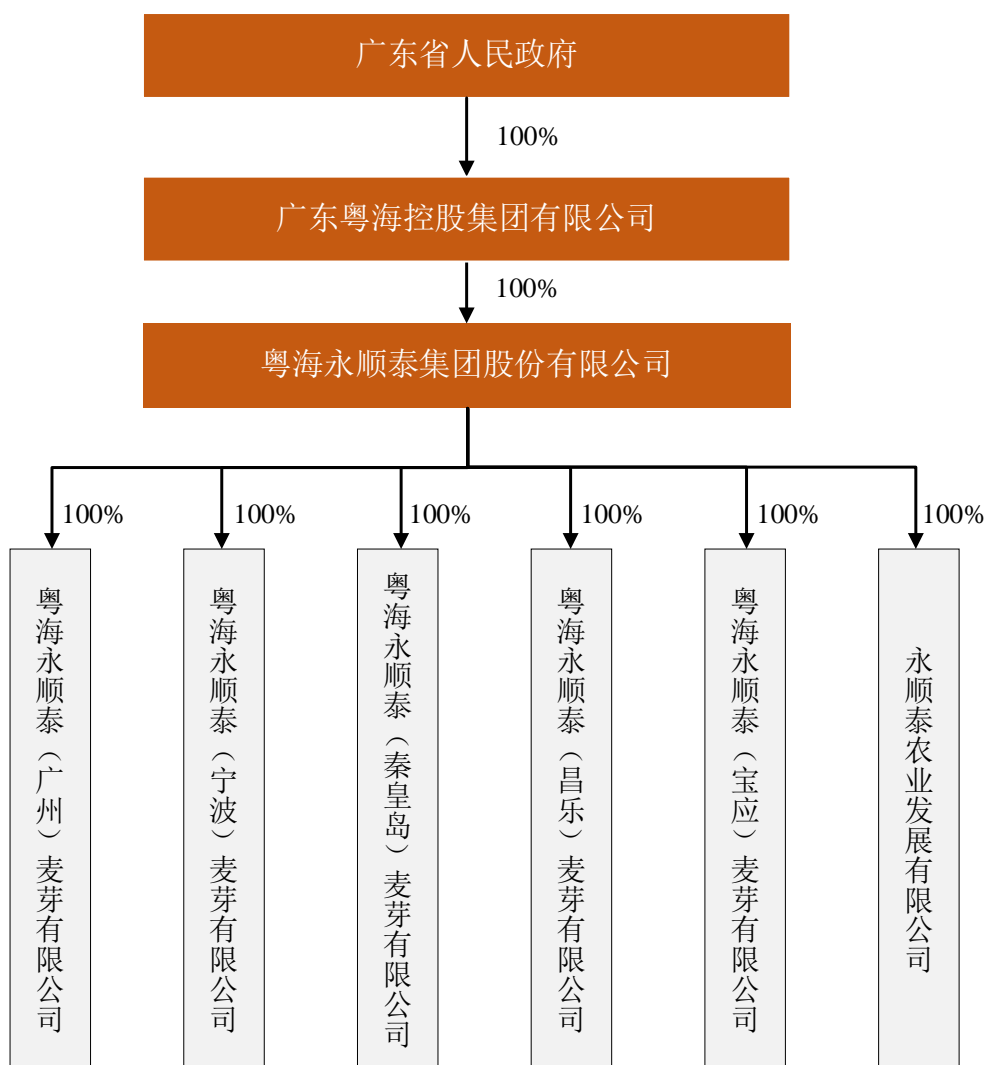 广东省人民政府
100%
广东粤海控股集团有限公司
100%
粤海永顺泰集团股份有限公司
100%
100%
100%
100%
100%
100%
粤海永顺泰（广州）麦芽有限公司
粤海永顺泰（宁波）麦芽有限公司
粤海永顺泰（秦皇岛）麦芽有限公司
粤海永顺泰（昌乐）麦芽有限公司
粤海永顺泰（宝应）麦芽有限公司
永顺泰农业发展有限公司